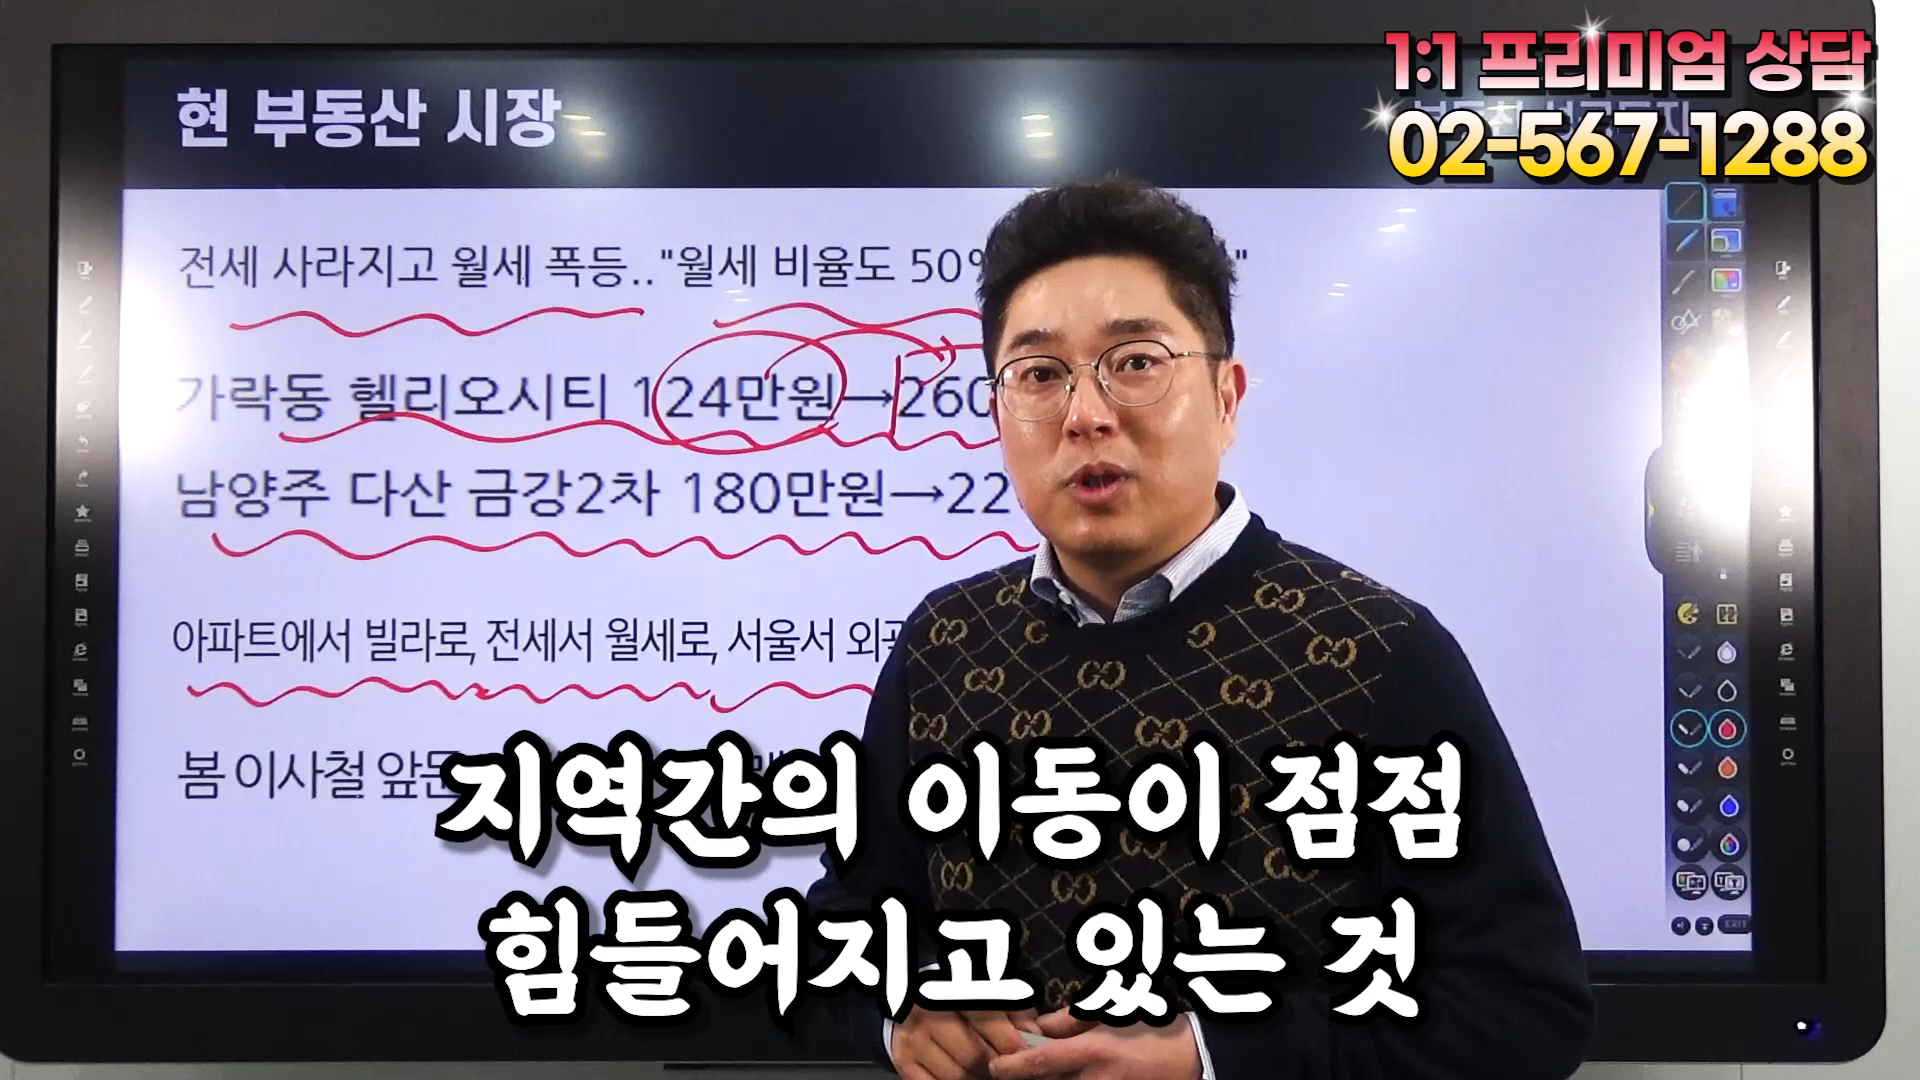 현 부동산 시장
1:1 프리미엄 상담
02-567-1288
전세 사라지고 월세 폭등.."월세 비율도 50%
가락동 헬리오시티 124만원→260
남양주 다산 금강2차 180만원→22
아파트에서 빌라로, 전세서 월세로, 서울서 외곽
봄 이사철 앞둔
지역간의 이동이 점점
힘들어지고 있는 것
EXIT